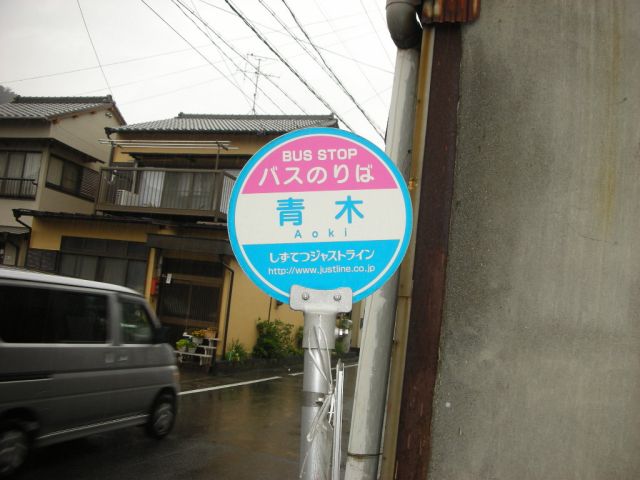 BUS STOP
バスのりば
青木
Aoki
しずてつジャストライン
http://www.justline.co.jp